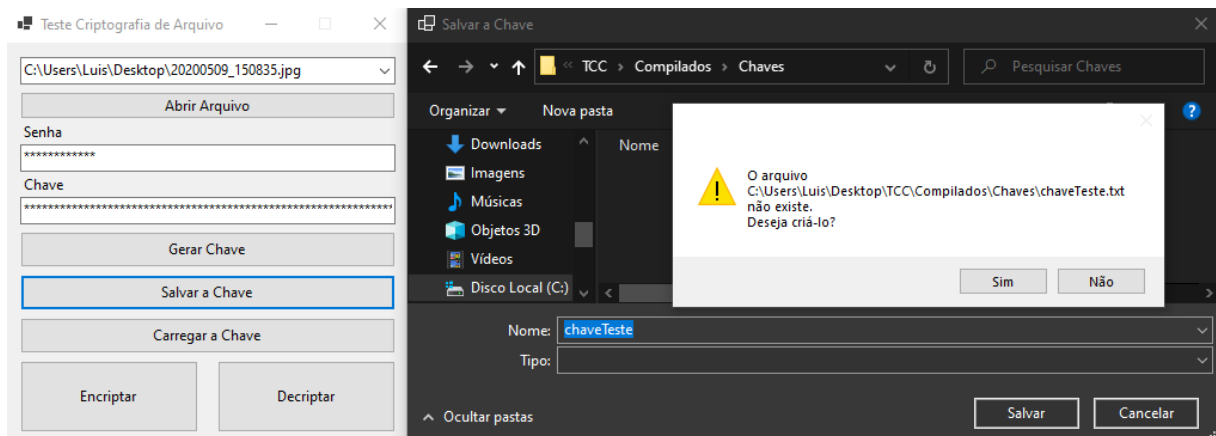 Teste Criptografia de Arquivo
C:\Users\Luis\Desktop\20200509_150835.jpg
Abrir Arquivo
Senha
************
Chave
**************************************************************
Gerar Chave
Salvar a Chave
Carregar a Chave
Encriptar
Decriptar
Salvar a Chave
« TCC > Compilados > Chaves
Pesquisar Chaves
Organizar
Nova pasta
?
Downloads
Imagens
Músicas
Objetos 3D
Vídeos
Disco Local (C:)
Nome
O arquivo
C:\Users\Luis\Desktop\TCC\Compilados\Chaves\chaveTeste.txt
não existe.
Deseja criá-lo?
Sim
Não
Nome: chaveTeste
Tipo:
Ocultar pastas
Salvar
Cancelar